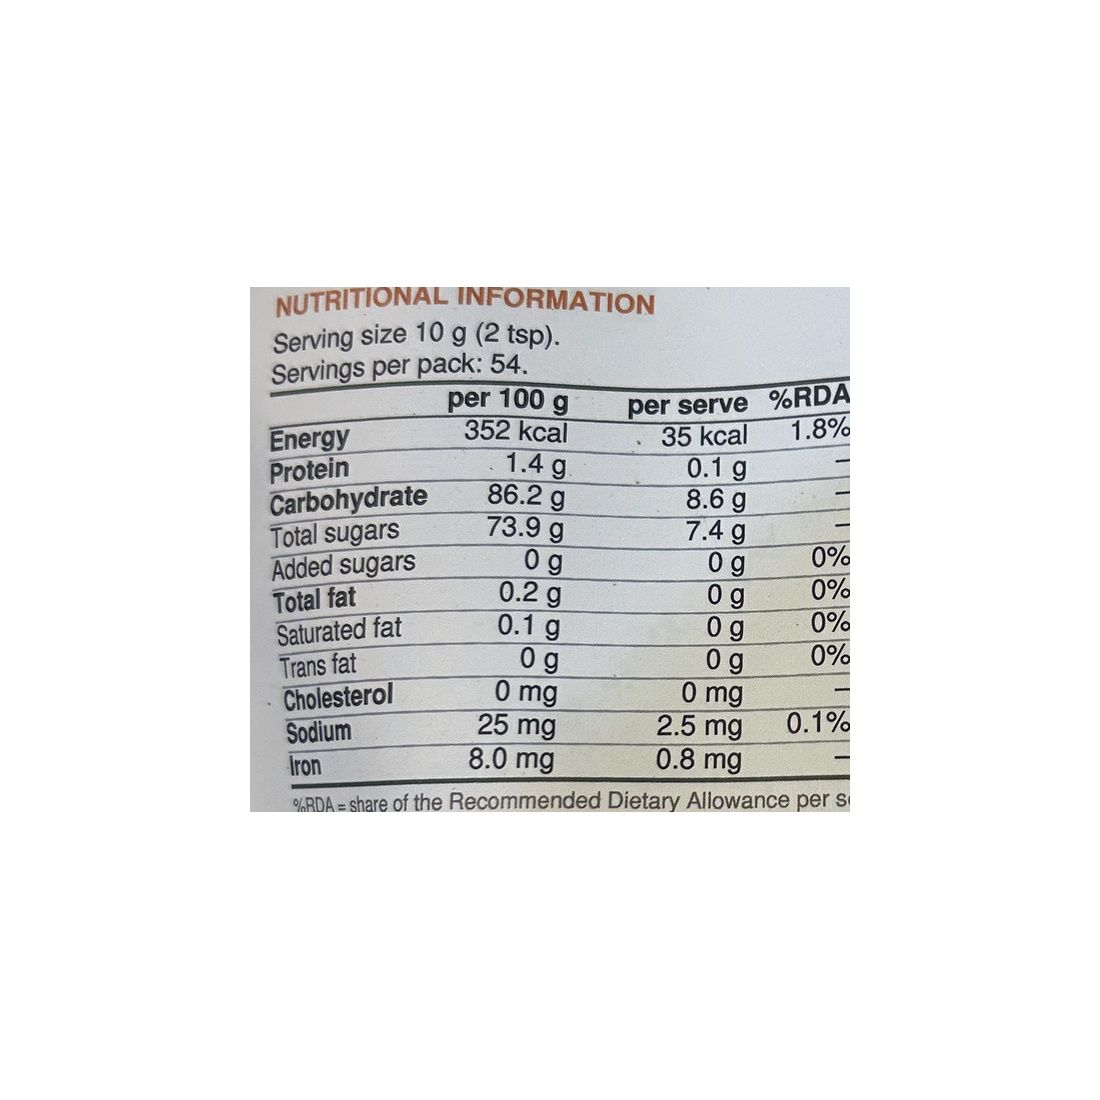 NUTRITIONAL INFORMATION
Serving size 10 g (2 tsp).
Servings per pack: 54.
per 100 g per serve %RDA
Energy 352 kcal 35 kcal 1.8%
Protein 1.4 g 0.1 g –
Carbohydrate 86.2 g 8.6 g –
Total sugars 73.9 g 7.4 g –
Added sugars 0 g 0 g 0%
Total fat 0.2 g 0 g 0%
Saturated fat 0.1 g 0 g 0%
Trans fat 0 g 0 g 0%
Cholesterol 0 mg 0 mg –
Sodium 25 mg 2.5 mg 0.1%
Iron 8.0 mg 0.8 mg –
%RDA = share of the Recommended Dietary Allowance per